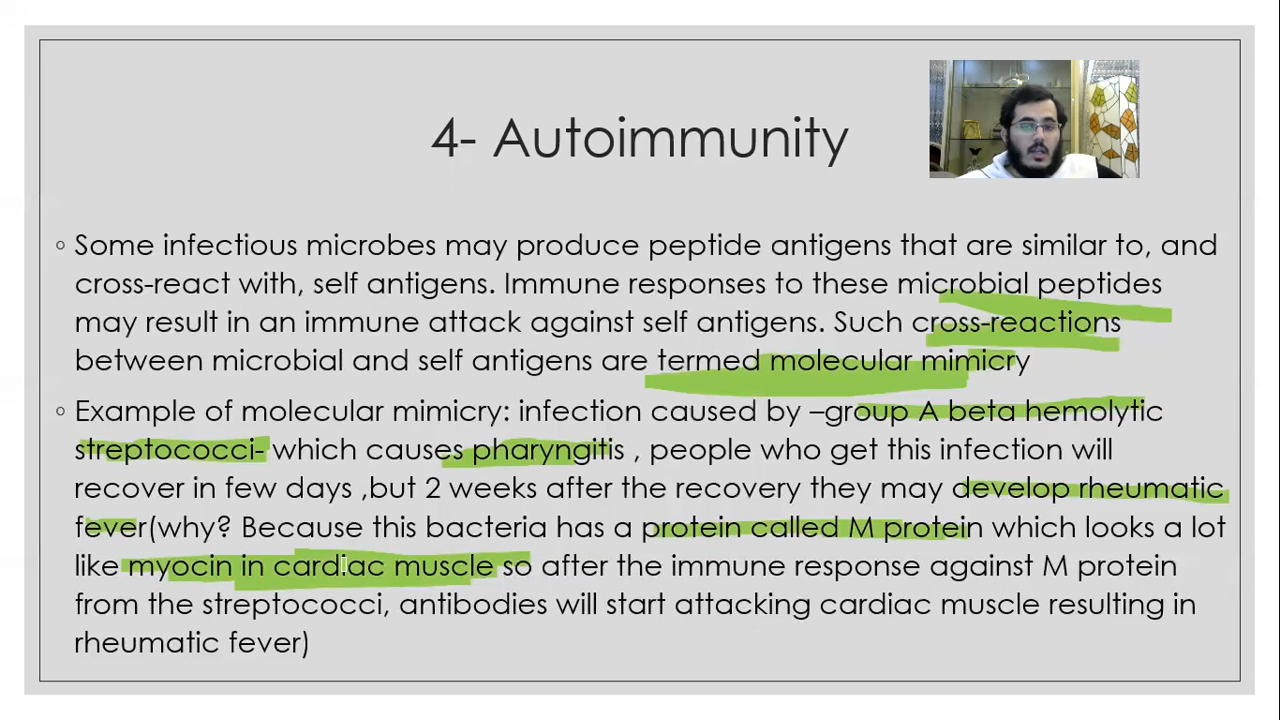 4- Autoimmunity
◦ Some infectious microbes may produce peptide antigens that are similar to, and
cross-react with, self antigens. Immune responses to these microbial peptides
may result in an immune attack against self antigens. Such cross-reactions
between microbial and self antigens are termed molecular mimicry
◦ Example of molecular mimicry: infection caused by –group A beta hemolytic
streptococci- which causes pharyngitis , people who get this infection will
recover in few days ,but 2 weeks after the recovery they may develop rheumatic
fever(why? Because this bacteria has a protein called M protein which looks a lot
like myocin in cardiac muscle so after the immune response against M protein
from the streptococci, antibodies will start attacking cardiac muscle resulting in
rheumatic fever)